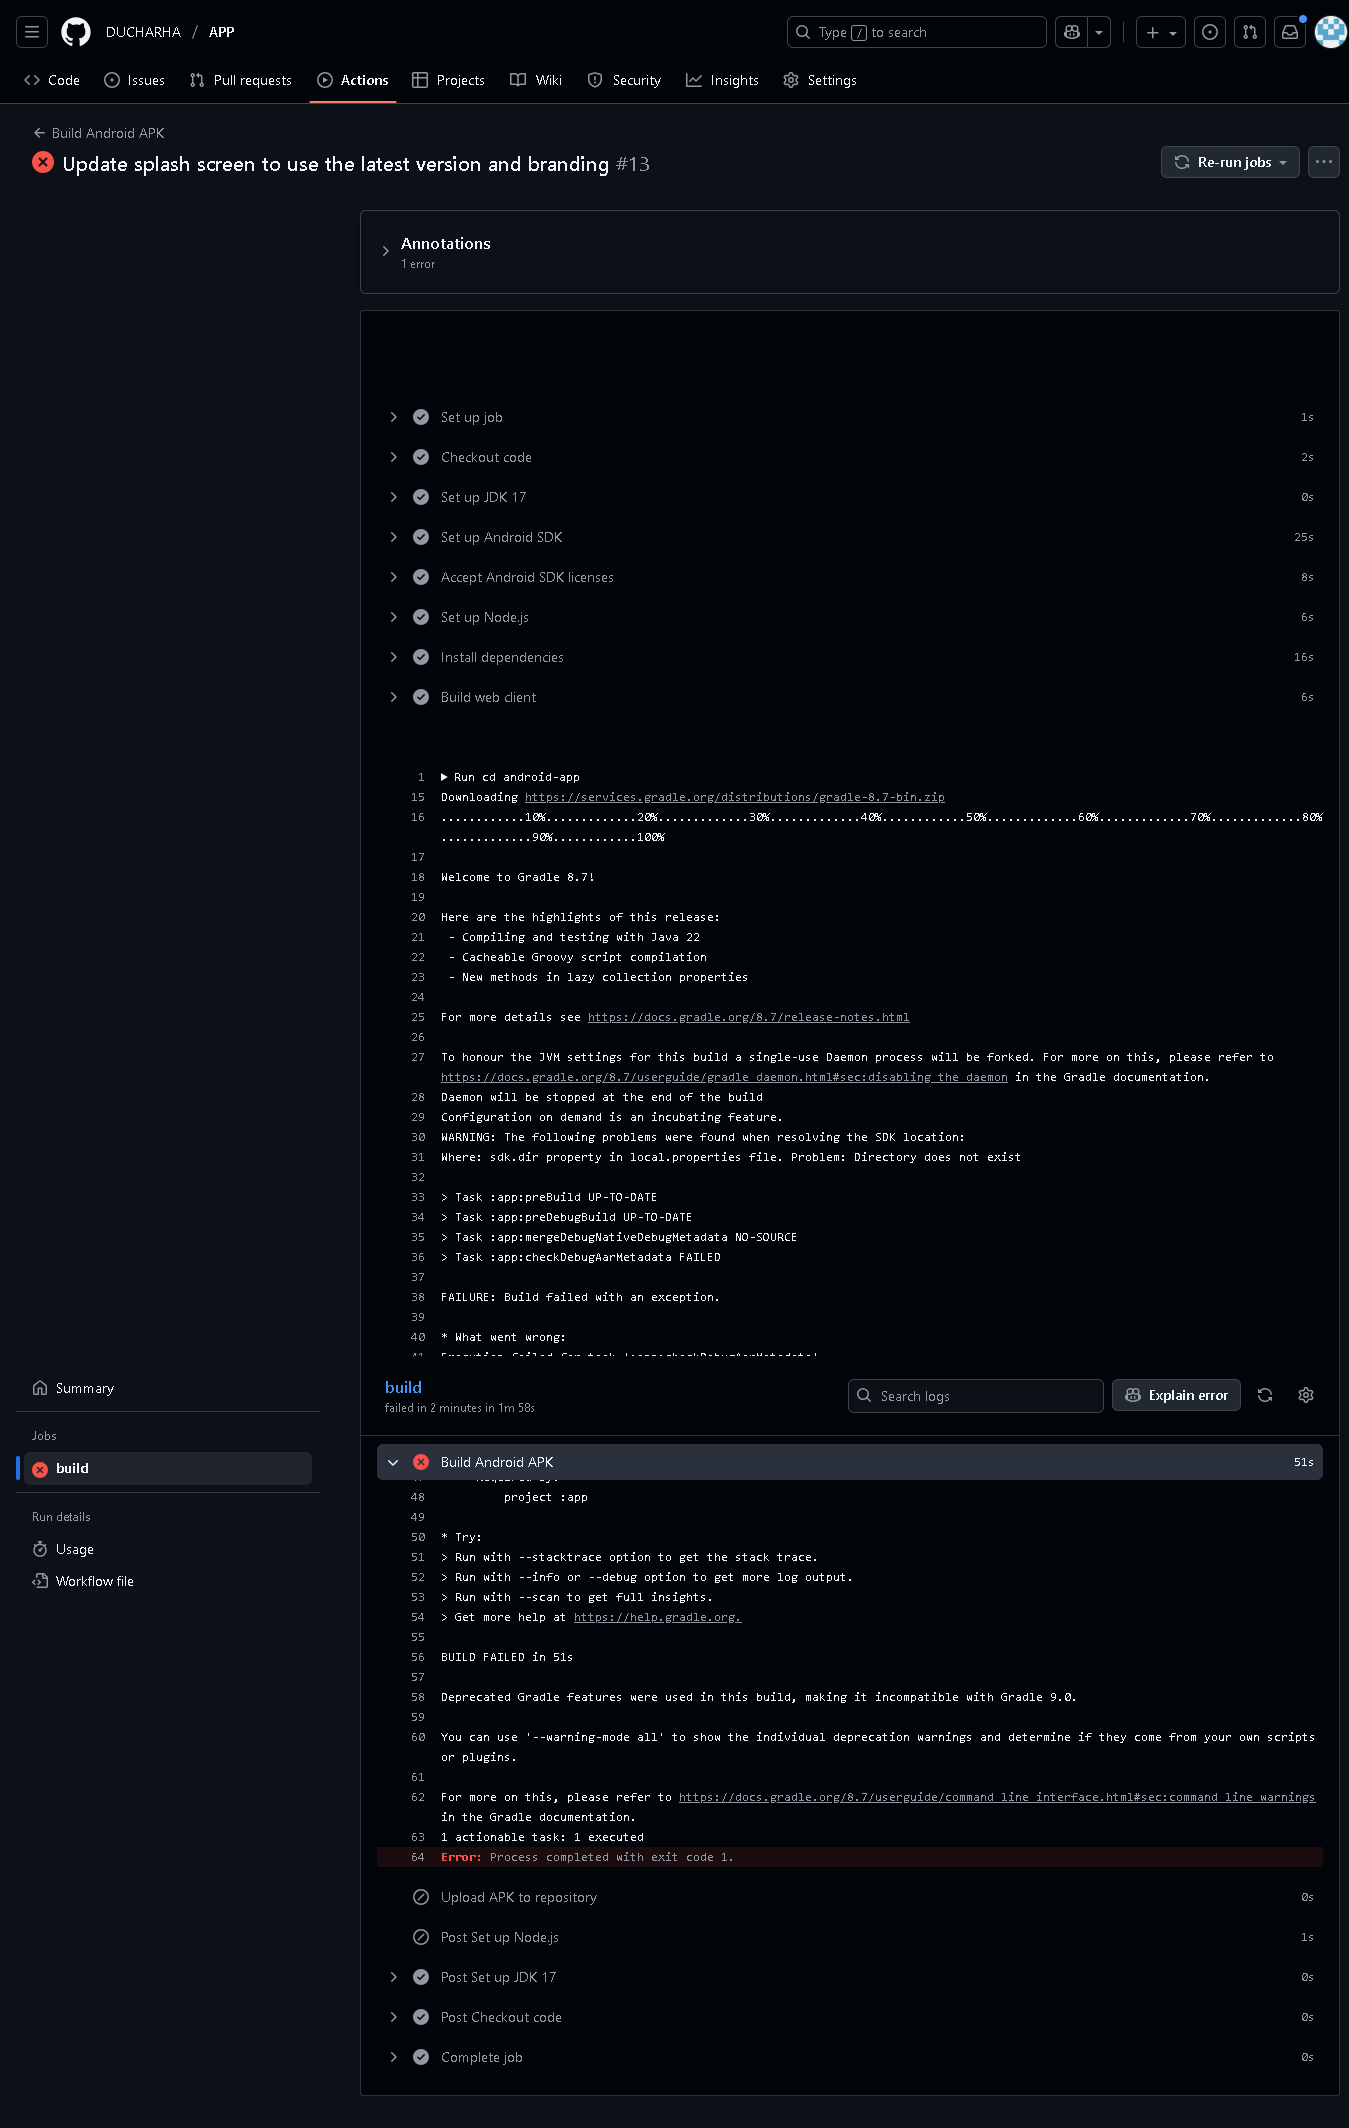 DUCHARHA / APP
Type / to search
Code
Issues
Pull requests
Actions
Projects
Wiki
Security
Insights
Settings
Build Android APK
Update splash screen to use the latest version and branding #13
Re-run jobs
Annotations
1 error
Set up job 1s
Checkout code 2s
Set up JDK 17 0s
Set up Android SDK 25s
Accept Android SDK licenses 8s
Set up Node.js 6s
Install dependencies 16s
Build web client 6s
1 Run cd android-app
15 Downloading https://services.gradle.org/distributions/gradle-8.7-bin.zip
16 ............10%.............20%.............30%............40%............50%.............60%.............70%.............80%
.............90%............100%
17
18 Welcome to Gradle 8.7!
19
20 Here are the highlights of this release:
21 - Compiling and testing with Java 22
22 - Cacheable Groovy script compilation
23 - New methods in lazy collection properties
24
25 For more details see https://docs.gradle.org/8.7/release-notes.html
26
27 To honour the JVM settings for this build a single-use Daemon process will be forked. For more on this, please refer to
https://docs.gradle.org/8.7/userguide/gradle_daemon.html#sec:disabling_the_daemon in the Gradle documentation.
28 Daemon will be stopped at the end of the build
29 Configuration on demand is an incubating feature.
30 WARNING: The following problems were found when resolving the SDK location:
31 Where: sdk.dir property in local.properties file. Problem: Directory does not exist
32
33 > Task :app:preBuild UP-TO-DATE
34 > Task :app:preDebugBuild UP-TO-DATE
35 > Task :app:mergeDebugNativeDebugMetadata NO-SOURCE
36 > Task :app:checkDebugAarMetadata FAILED
37
38 FAILURE: Build failed with an exception.
39
40 * What went wrong:
41 Execution failed for task ':app:checkDebugAarMetadata'
Summary
build
failed in 2 minutes in 1m 58s
Search logs
Explain error
Jobs
build
Run details
Usage
Workflow file
Build Android APK 51s
48 project :app
49
50 * Try:
51 > Run with --stacktrace option to get the stack trace.
52 > Run with --info or --debug option to get more log output.
53 > Run with --scan to get full insights.
54 > Get more help at https://help.gradle.org.
55
56 BUILD FAILED in 51s
57
58 Deprecated Gradle features were used in this build, making it incompatible with Gradle 9.0.
59
60 You can use '--warning-mode all' to show the individual deprecation warnings and determine if they come from your own scripts
or plugins.
61
62 For more on this, please refer to https://docs.gradle.org/8.7/userguide/command_line_interface.html#sec:command_line_warnings
in the Gradle documentation.
63 1 actionable task: 1 executed
64 Error: Process completed with exit code 1.
Upload APK to repository 0s
Post Set up Node.js 1s
Post Set up JDK 17 0s
Post Checkout code 0s
Complete job 0s